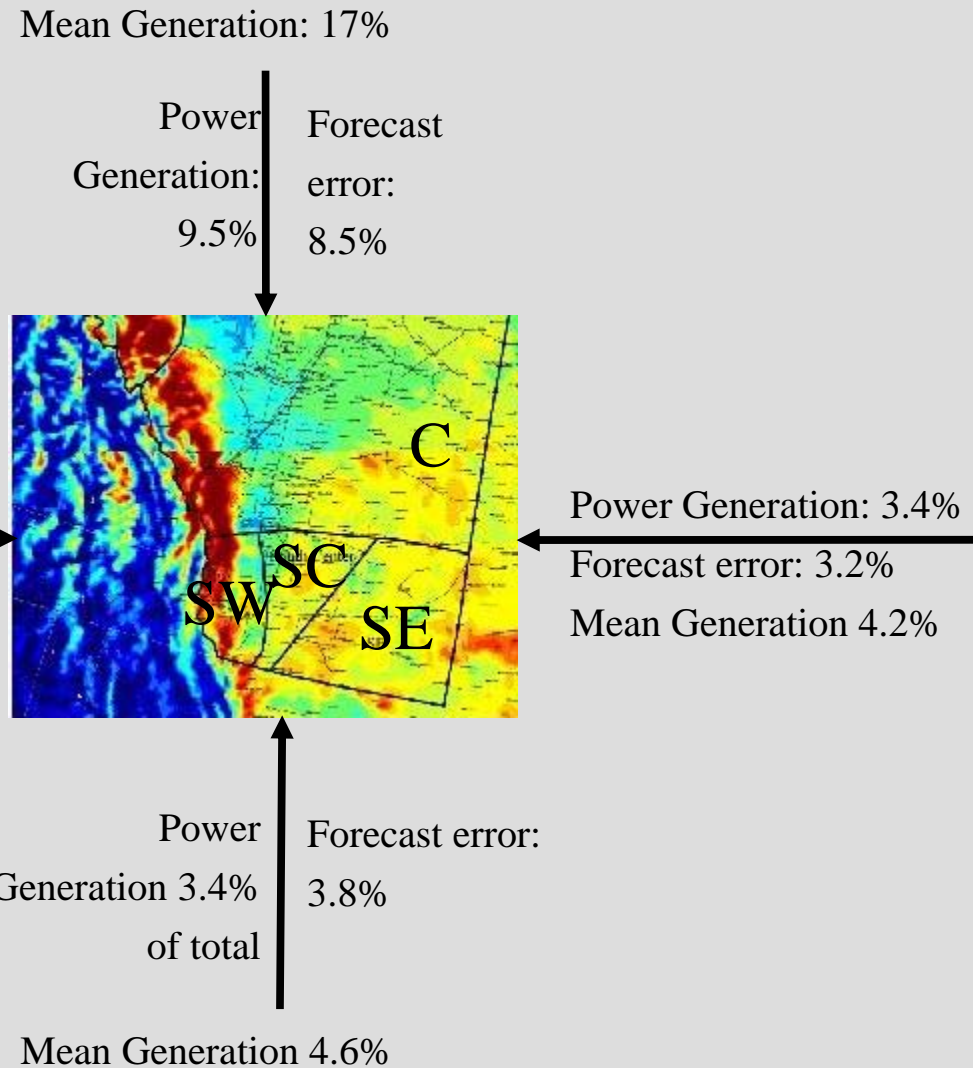 Mean Generation: 17%
Power
Generation:
9.5%
Forecast
error:
8.5%
C
SC
SW
SE
Power Generation: 3.4%
Forecast error: 3.2%
Mean Generation 4.2%
Power
Generation 3.4%
of total
Forecast error:
3.8%
Mean Generation 4.6%